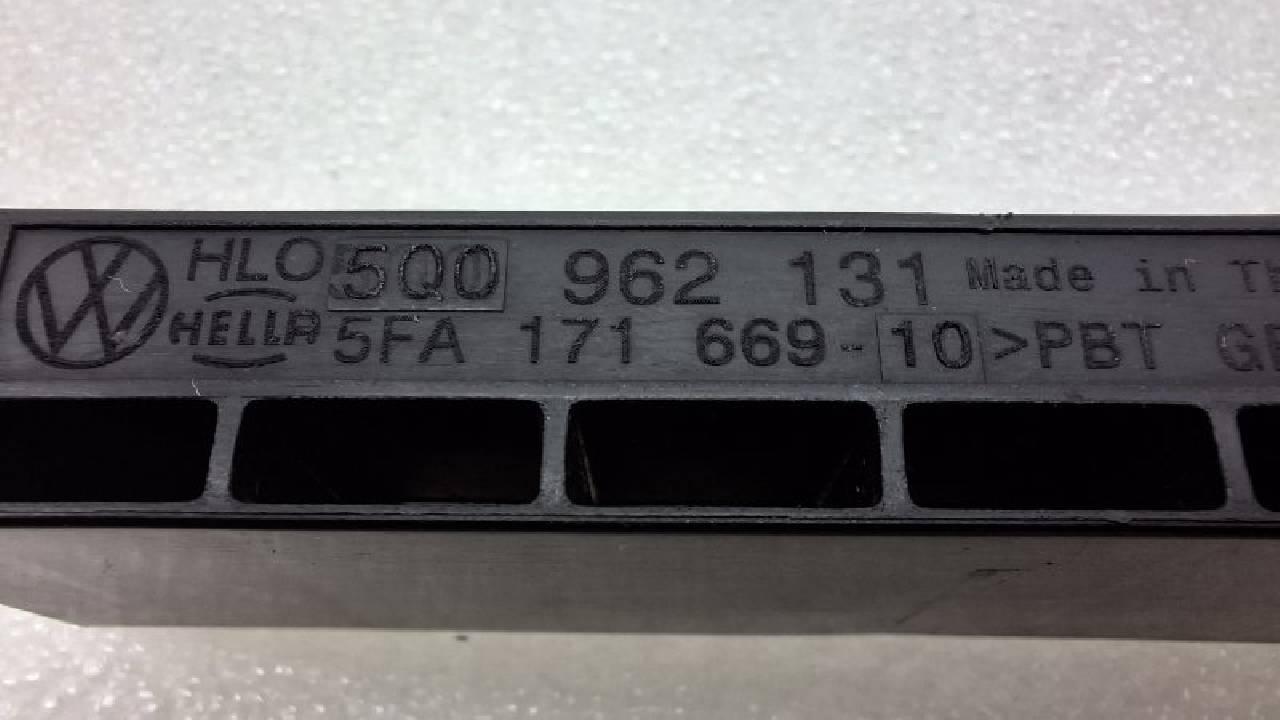 HLO 5Q0 962 131 Made in
HELLA 5FA 171 669-10 >PBT